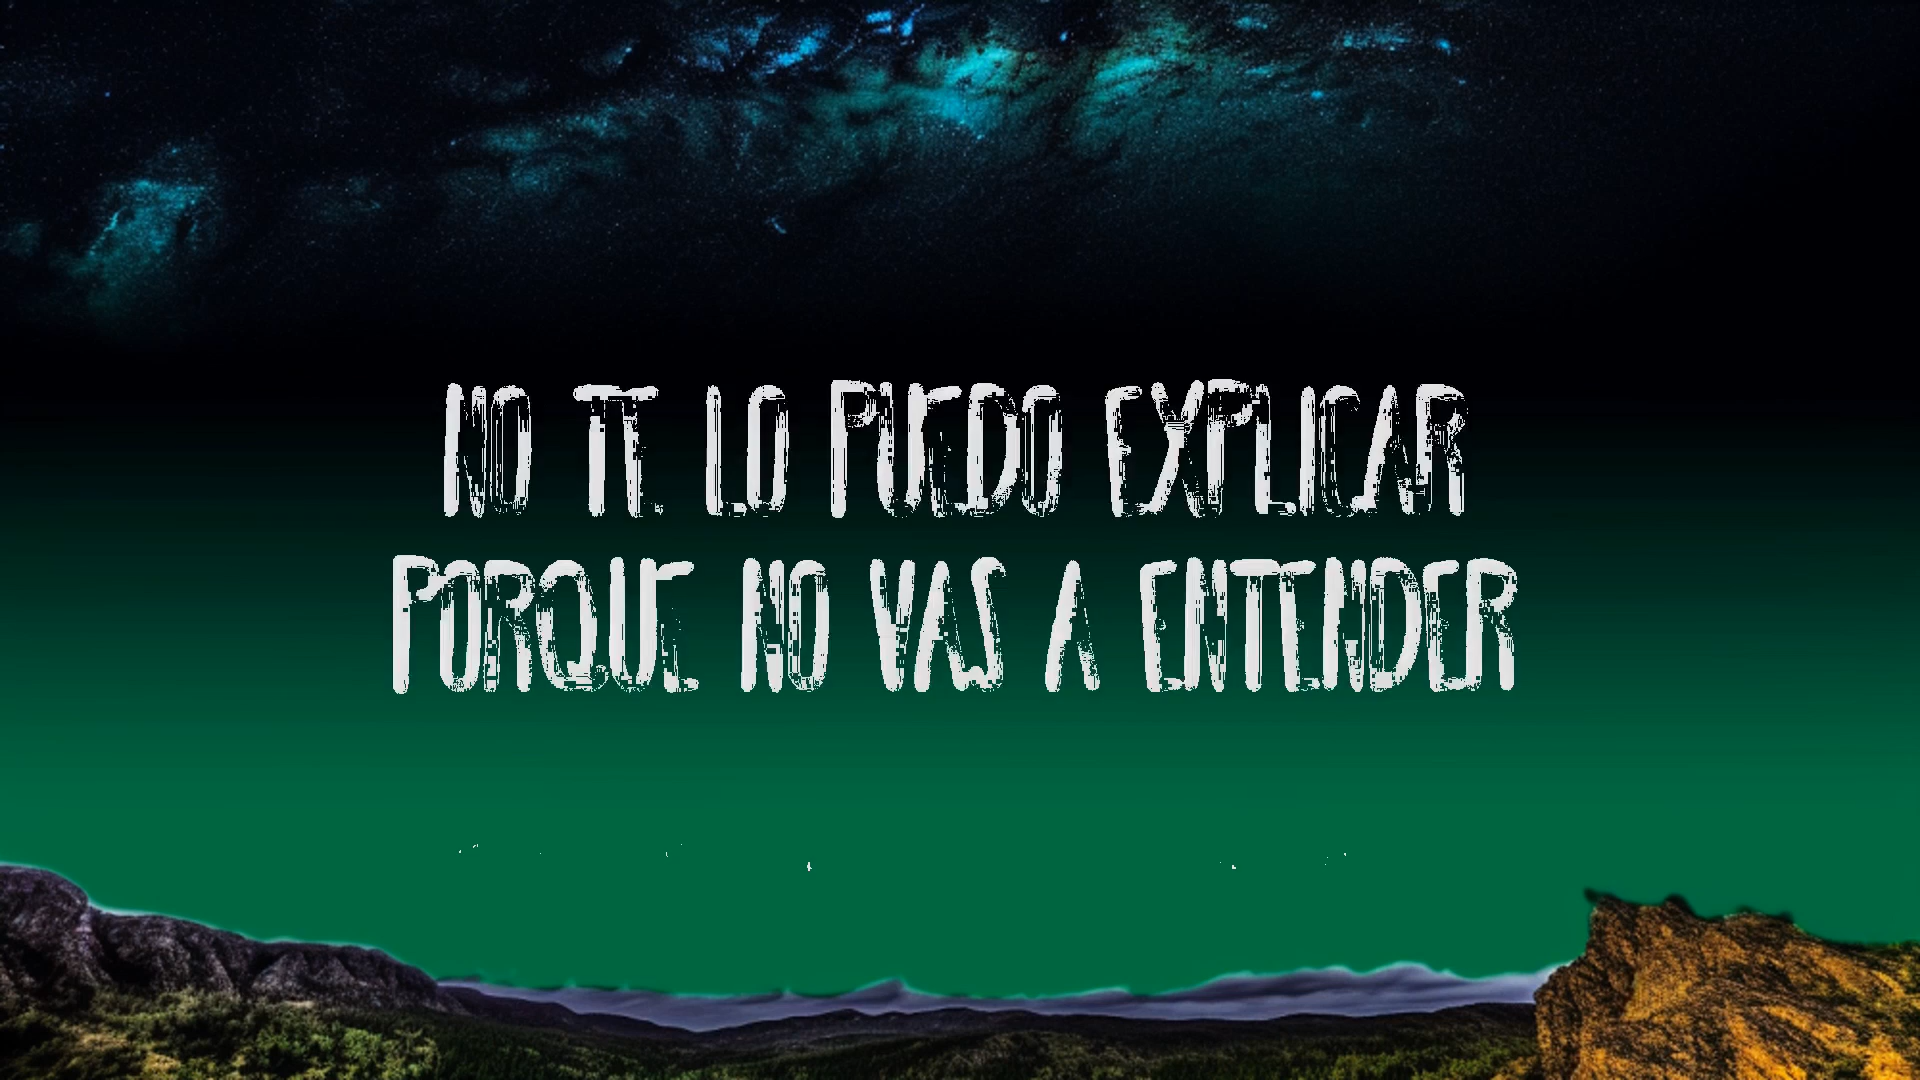 NO TE LO PUEDO EXPLICAR
PORQUE NO VAS A ENTENDER